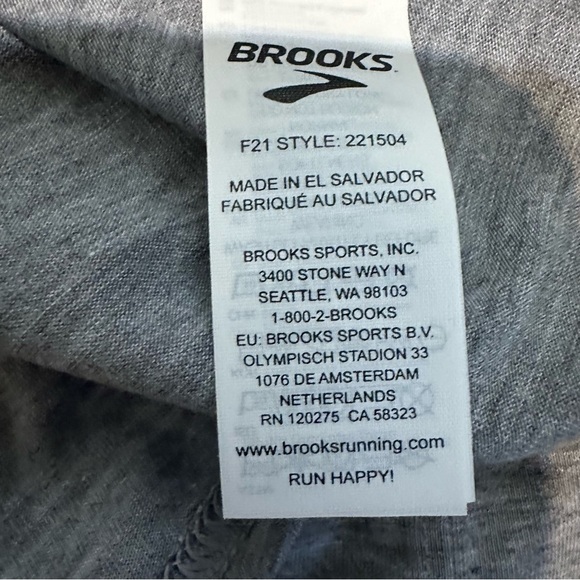 BROOKS
F21 STYLE: 221504
MADE IN EL SALVADOR
FABRIQUÉ AU SALVADOR
BROOKS SPORTS, INC.
3400 STONE WAY N
SEATTLE, WA 98103
1-800-2-BROOKS
EU: BROOKS SPORTS B.V.
OLYMPISCH STADION 33
1076 DE AMSTERDAM
NETHERLANDS
RN 120275 CA 58323
www.brooksrunning.com
RUN HAPPY!